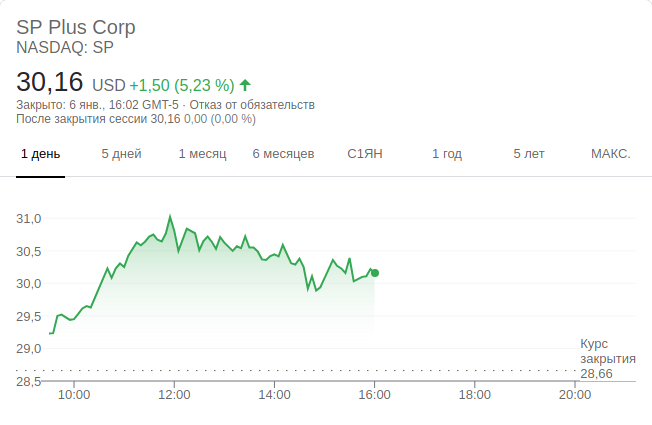 SP Plus Corp
NASDAQ: SP
30,16 USD +1,50 (5,23 %)
Закрыто: 6 янв., 16:02 GMT-5 · Отказ от обязательств
После закрытия сессии 30,16 0,00 (0,00 %)
1 день 5 дней 1 месяц 6 месяцев С1ЯН 1 год 5 лет МАКС.
31,0
30,5
30,0
29,5
29,0
28,5
Курс
закрытия
28,66
10:00 12:00 14:00 16:00 18:00 20:00